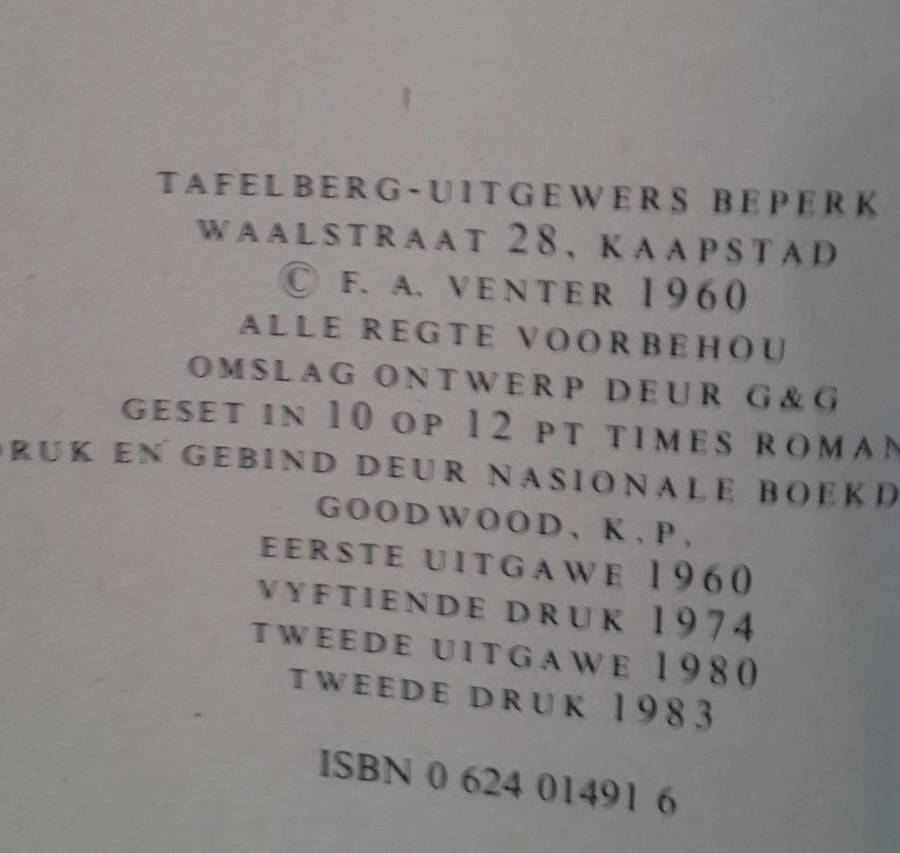 TAFELBERG-UITGEWERS BEPERK
WAALSTRAAT 28, KAAPSTAD
© F. A. VENTER 1960
ALLE REGTE VOORBEHOU
OMSLAG ONTWERP DEUR G&G
GESET IN 10 OP 12 PT TIMES ROMAN
DRUK EN GEBIND DEUR NASIONALE BOEKD
GOODWOOD, K.P.
EERSTE UITGAWE 1960
VYFTIENDE DRUK 1974
TWEEDE UITGAWE 1980
TWEEDE DRUK 1983
ISBN 0 624 01491 6